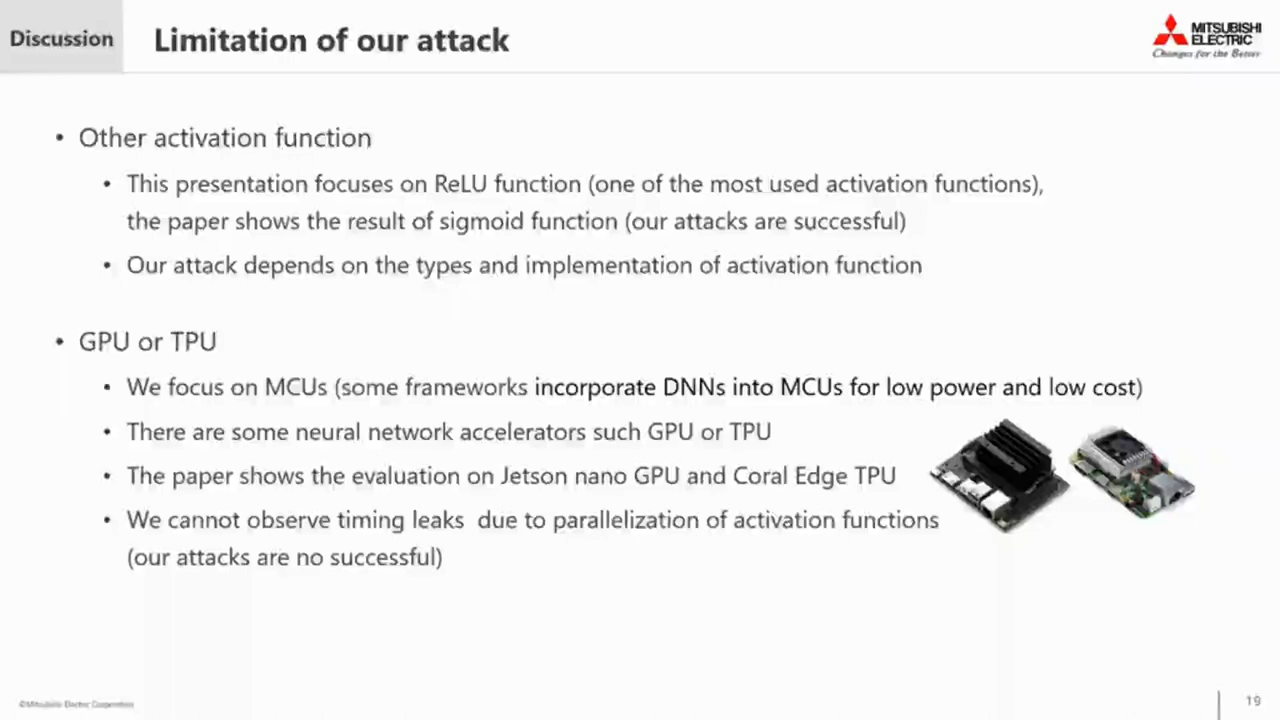 Discussion
Limitation of our attack
MITSUBISHI
ELECTRIC
Changes for the Better
• Other activation function
• This presentation focuses on ReLU function (one of the most used activation functions),
the paper shows the result of sigmoid function (our attacks are successful)
• Our attack depends on the types and implementation of activation function
• GPU or TPU
• We focus on MCUs (some frameworks incorporate DNNs into MCUs for low power and low cost)
• There are some neural network accelerators such GPU or TPU
• The paper shows the evaluation on Jetson nano GPU and Coral Edge TPU
• We cannot observe timing leaks due to parallelization of activation functions
(our attacks are no successful)
©Mitsubishi Electric Corporation
19